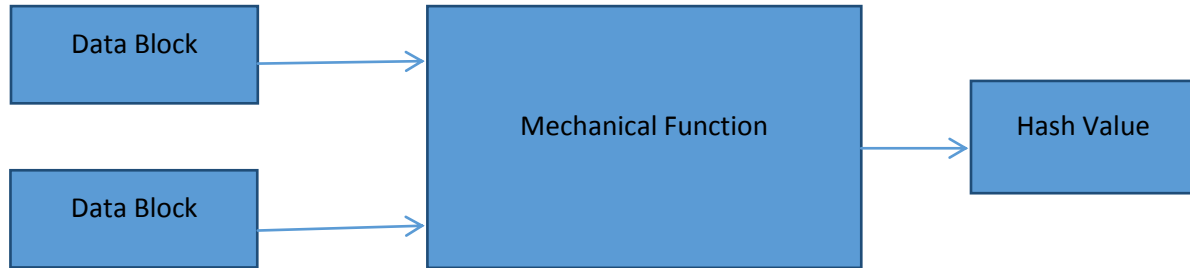 Data Block
Mechanical Function
Hash Value
Data Block